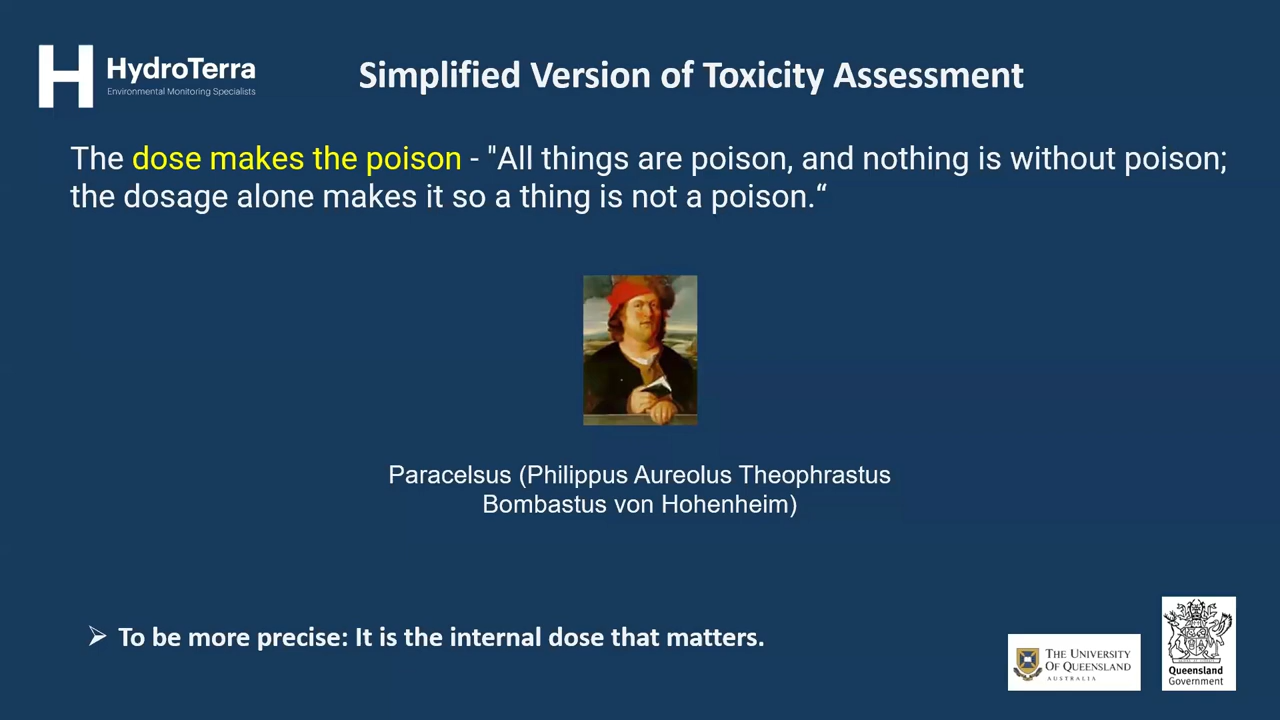 HydroTerra
Environmental Monitoring Specialists
Simplified Version of Toxicity Assessment
The dose makes the poison - "All things are poison, and nothing is without poison;
the dosage alone makes it so a thing is not a poison.“
Paracelsus (Philippus Aureolus Theophrastus
Bombastus von Hohenheim)
➢ To be more precise: It is the internal dose that matters.
THE UNIVERSITY
OF QUEENSLAND
AUSTRALIA
Queensland
Government